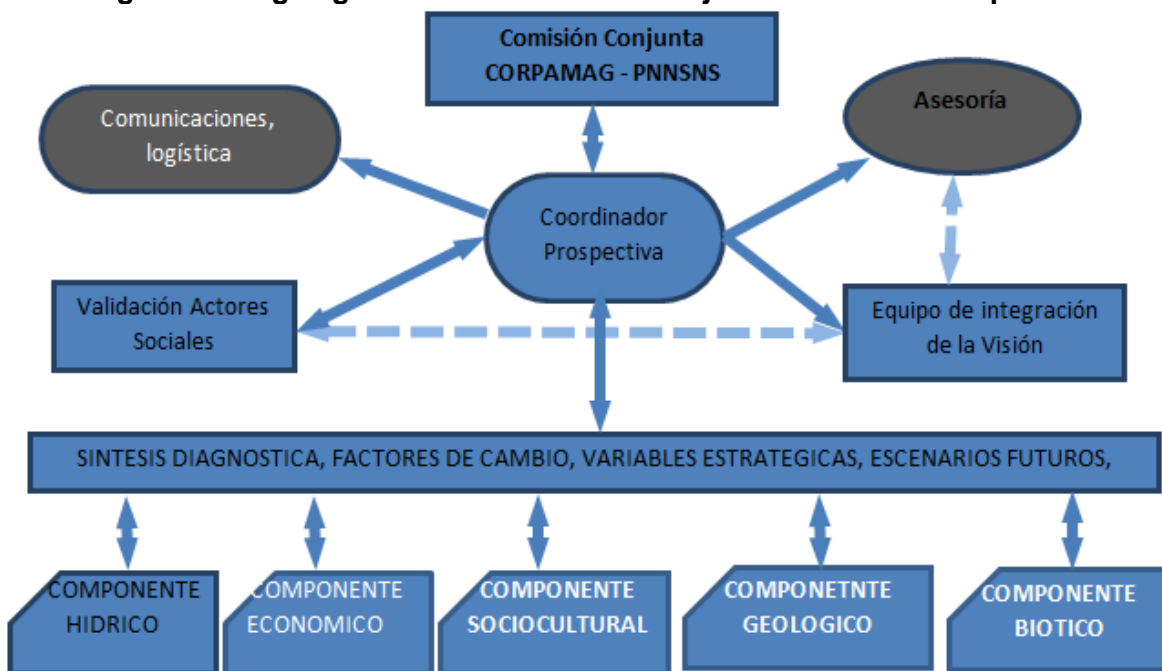 Comisión Conjunta
CORPAMAG - PNNSNS
Comunicaciones,
logística
Asesoría
Coordinador
Prospectiva
Validación Actores
Sociales
Equipo de integración
de la Visión
SINTESIS DIAGNOSTICA, FACTORES DE CAMBIO, VARIABLES ESTRATEGICAS, ESCENARIOS FUTUROS,
COMPONENTE
HIDRICO
COMPONENTE
ECONOMICO
COMPONENTE
SOCIOCULTURAL
COMPONETNTE
GEOLOGICO
COMPONENTE
BIOTICO